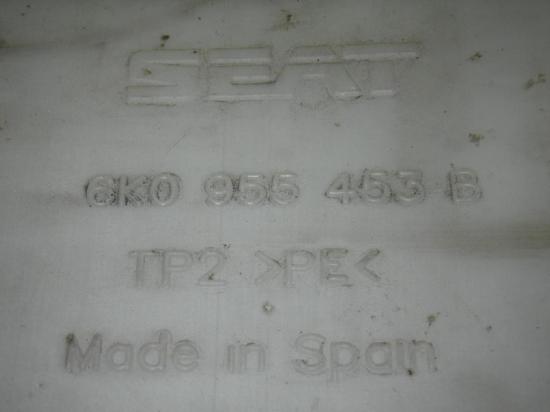 SEAT
6K0 955 453 B
TP2 >PE<
Made in Spain